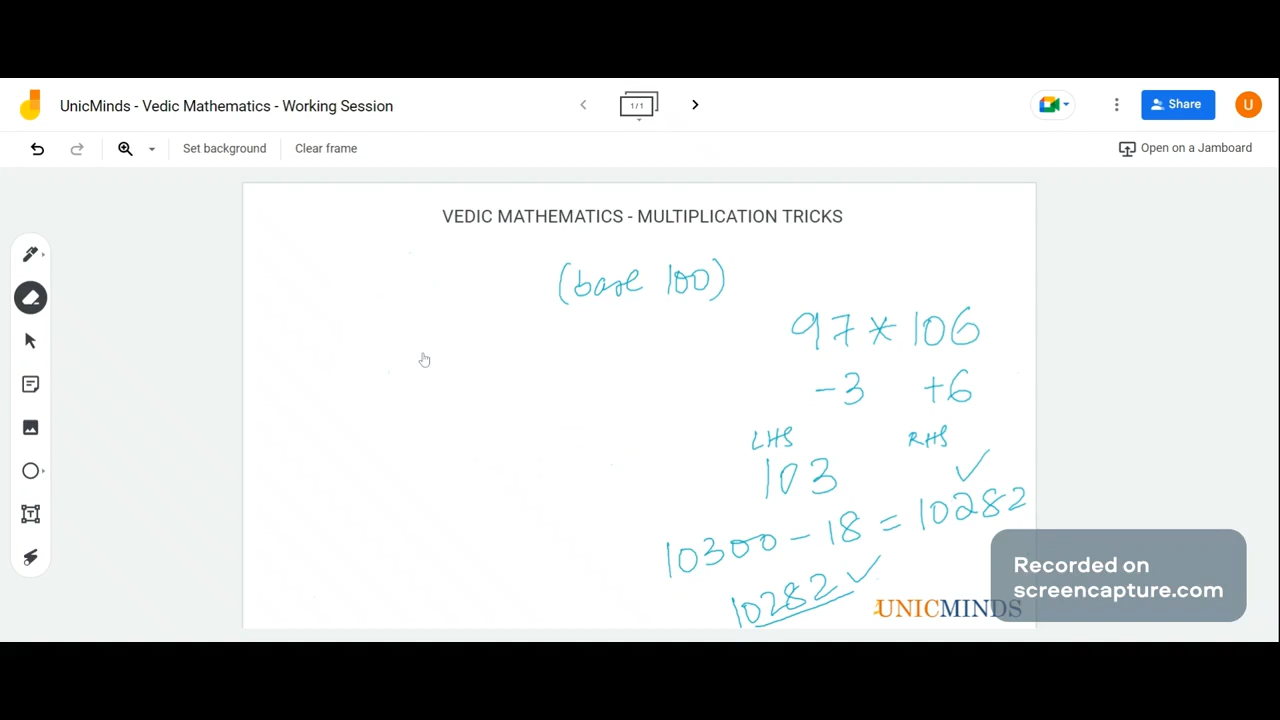 UnicMinds - Vedic Mathematics - Working Session
1/1
Share
U
Set background
Clear frame
Open on a Jamboard
VEDIC MATHEMATICS - MULTIPLICATION TRICKS
(base 100)
97 * 106
-3 +6
LHS RHS
103 ✓
10300 - 18 = 10282
10282 ✓
UNICMINDS
Recorded on
screencapture.com